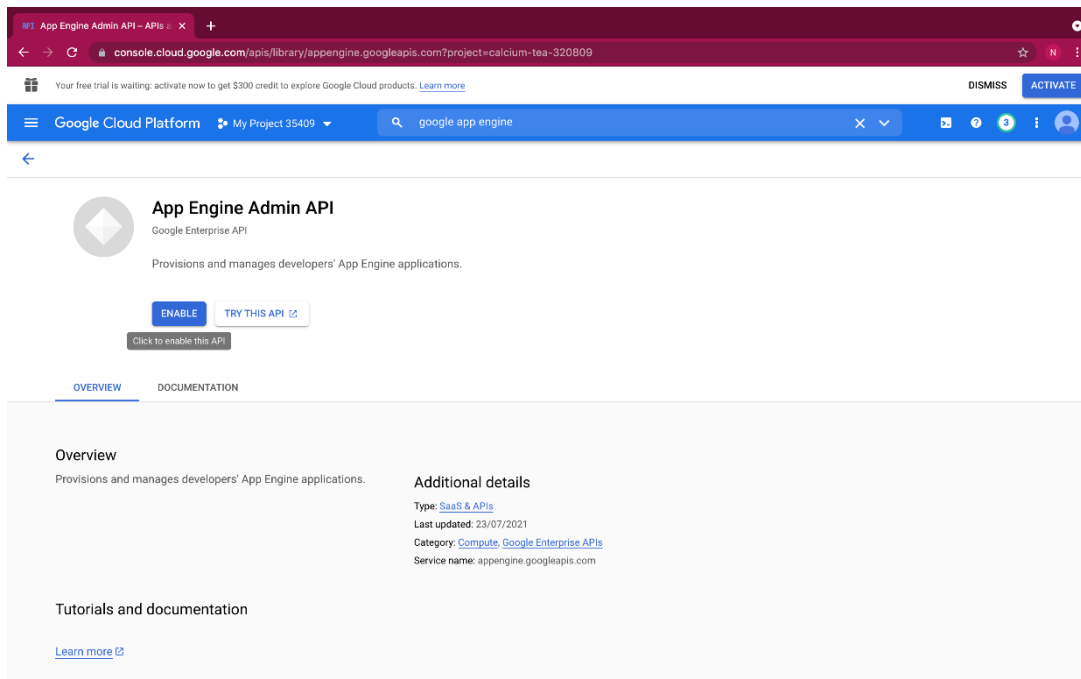 API App Engine Admin API – APIs a
console.cloud.google.com/apis/library/appengine.googleapis.com?project=calcium-tea-320809
N
Your free trial is waiting: activate now to get $300 credit to explore Google Cloud products. Learn more
DISMISS
ACTIVATE
Google Cloud Platform
My Project 35409
google app engine
3
App Engine Admin API
Google Enterprise API
Provisions and manages developers' App Engine applications.
ENABLE
TRY THIS API
Click to enable this API
OVERVIEW
DOCUMENTATION
Overview
Provisions and manages developers' App Engine applications.
Additional details
Type: SaaS & APIs
Last updated: 23/07/2021
Category: Compute, Google Enterprise APIs
Service name: appengine.googleapis.com
Tutorials and documentation
Learn more